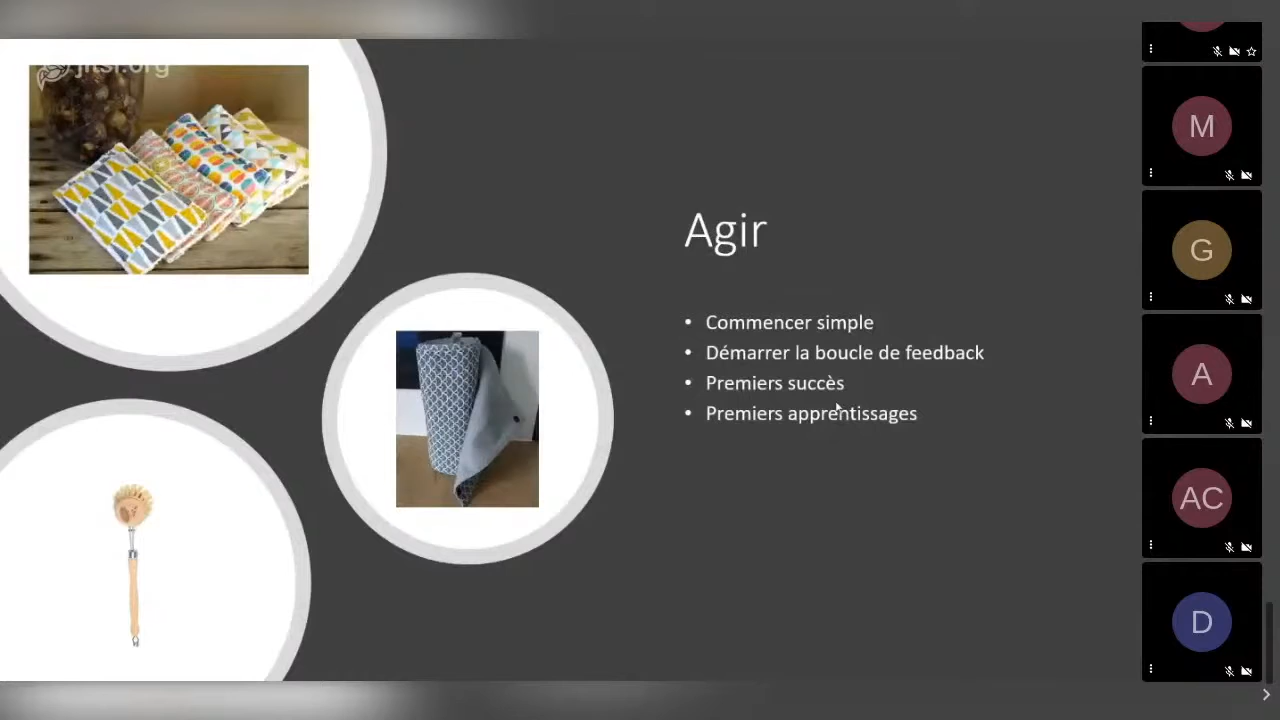 jitsi.org
Agir
• Commencer simple
• Démarrer la boucle de feedback
• Premiers succès
• Premiers apprentissages
M
G
A
AC
D